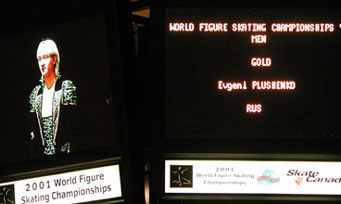 WORLD FIGURE SKATING CHAMPIONSHIPS
MEN
GOLD
Evgeni PLUSHENKO
RUS
2001 World Figure
Skating Championships
2001
World Figure Skating
Championships
Skate Canada